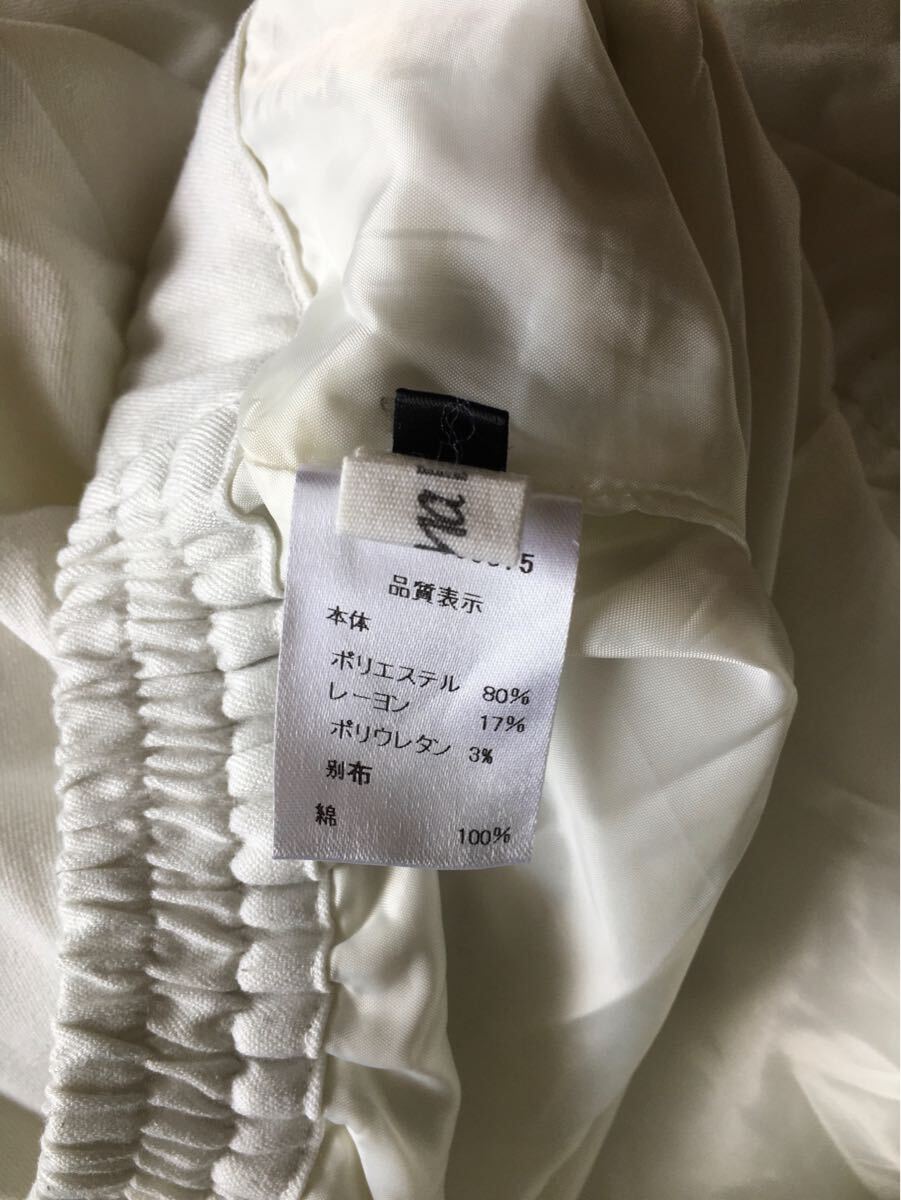 品質表示
本体
ポリエステル 80%
レーヨン 17%
ポリウレタン 3%
別布
綿 100%